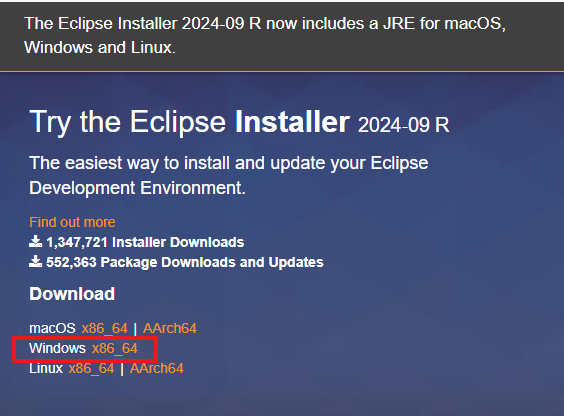 The Eclipse Installer 2024-09 R now includes a JRE for macOS,
Windows and Linux.
Try the Eclipse Installer 2024-09 R
The easiest way to install and update your Eclipse
Development Environment.
Find out more
1,347,721 Installer Downloads
552,363 Package Downloads and Updates
Download
macOS x86_64 | AArch64
Windows x86_64
Linux x86_64 | AArch64